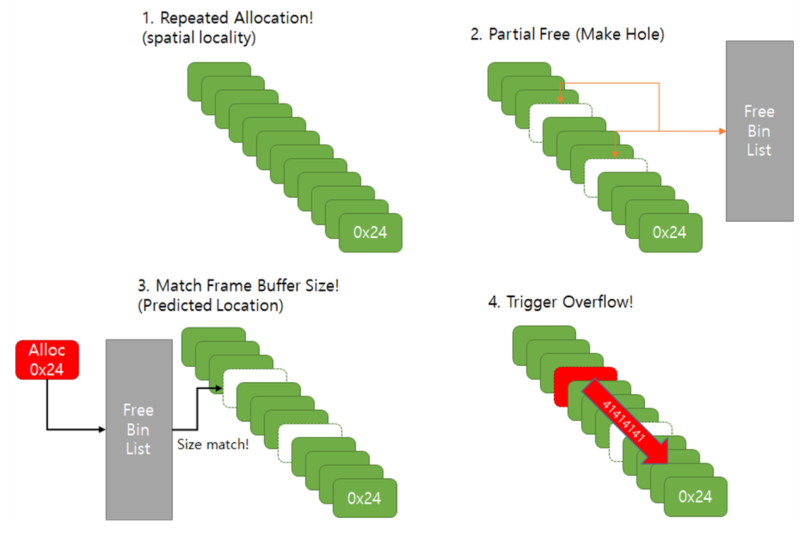 1. Repeated Allocation!
(spatial locality)
0x24
2. Partial Free (Make Hole)
Free
Bin
List
0x24
3. Match Frame Buffer Size!
(Predicted Location)
Alloc
0x24
Free
Bin
List
Size match!
0x24
4. Trigger Overflow!
41414141
0x24